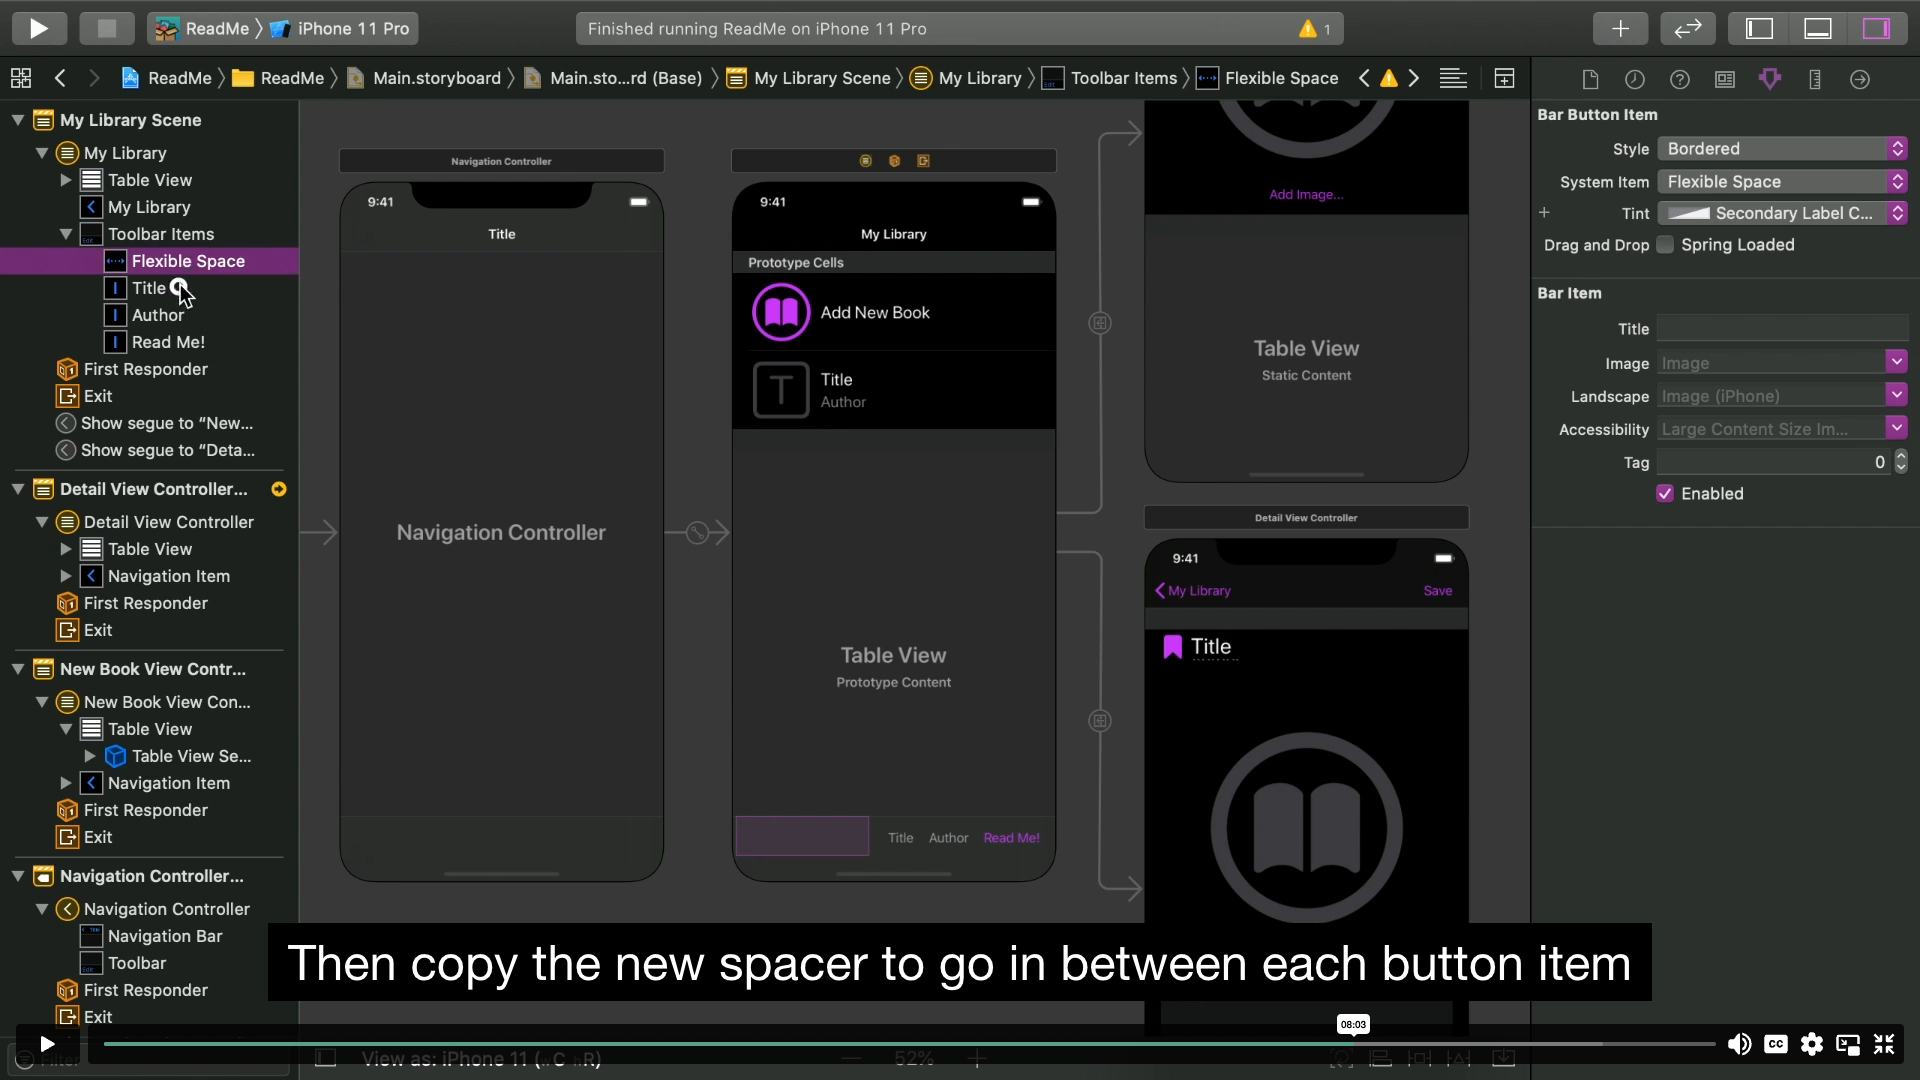 ReadMe iPhone 11 Pro
Finished running ReadMe on iPhone 11 Pro
1
ReadMe ReadMe Main.storyboard Main.sto...rd (Base) My Library Scene My Library Toolbar Items Flexible Space
My Library Scene
My Library
Table View
My Library
Toolbar Items
Flexible Space
Title
Author
Read Me!
First Responder
Exit
Show segue to “New...
Show segue to “Deta...
Detail View Controller...
Detail View Controller
Table View
Navigation Item
First Responder
Exit
New Book View Contr...
New Book View Con...
Table View
Table View Se...
Navigation Item
First Responder
Exit
Navigation Controller...
Navigation Controller
Navigation Bar
Toolbar
First Responder
Exit
Filter
Navigation Controller
9:41
Title
Navigation Controller
9:41
My Library
Prototype Cells
Add New Book
T
Title
Author
Table View
Prototype Content
Title Author Read Me!
Add Image...
Table View
Static Content
Detail View Controller
9:41
My Library Save
Title
Bar Button Item
Style Bordered
System Item Flexible Space
Tint Secondary Label C...
Drag and Drop Spring Loaded
Bar Item
Title
Image Image
Landscape Image (iPhone)
Accessibility Large Content Size Im...
Tag 0
Enabled
Then copy the new spacer to go in between each button item
08:03
CC
View as: iPhone 11 (wC hR)
52%